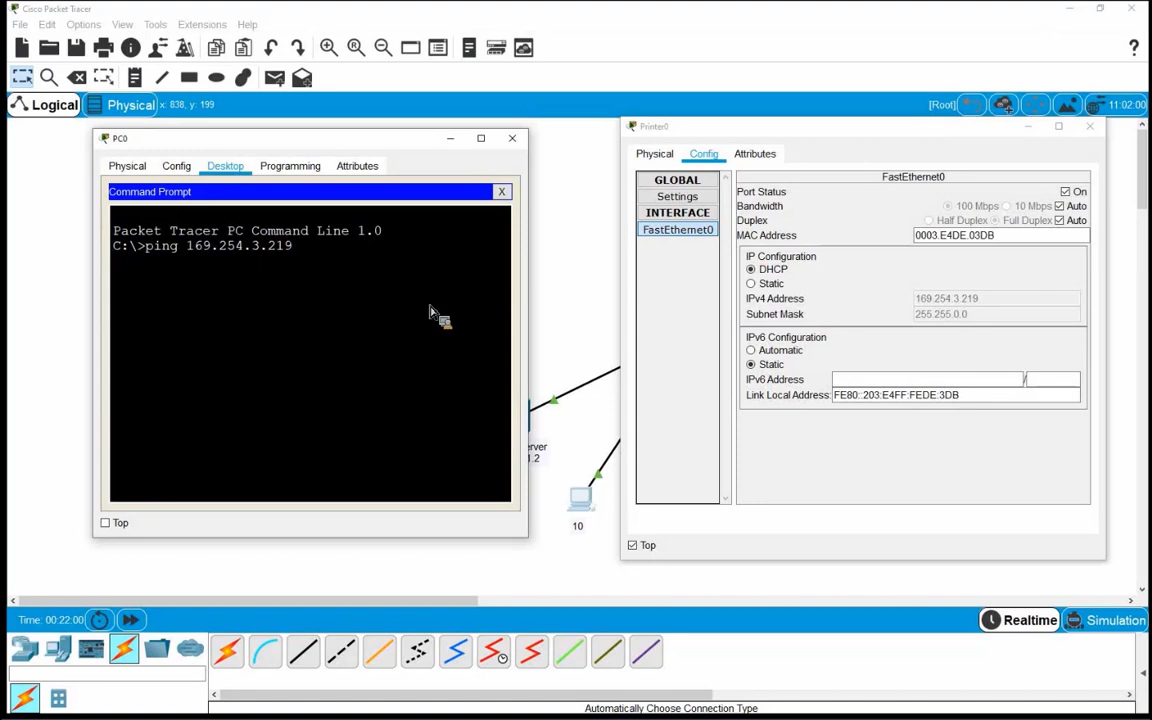 Cisco Packet Tracer
File Edit Options View Tools Extensions Help
?
Logical Physical x: 838, y: 199 [Root] 11:02:00
PC0
Physical Config Desktop Programming Attributes
Command Prompt X
Packet Tracer PC Command Line 1.0
C:\>ping 169.254.3.219
Top
Printer0
Physical Config Attributes
GLOBAL
Settings
INTERFACE
FastEthernet0
FastEthernet0
Port Status On
Bandwidth 100 Mbps 10 Mbps Auto
Duplex Half Duplex Full Duplex Auto
MAC Address 0003.E4DE.03DB
IP Configuration
DHCP
Static
IPv4 Address 169.254.3.219
Subnet Mask 255.255.0.0
IPv6 Configuration
Automatic
Static
IPv6 Address /
Link Local Address: FE80::203:E4FF:FEDE:3DB
Top
erver
1.2
10
Time: 00:22:00 Realtime Simulation
Automatically Choose Connection Type